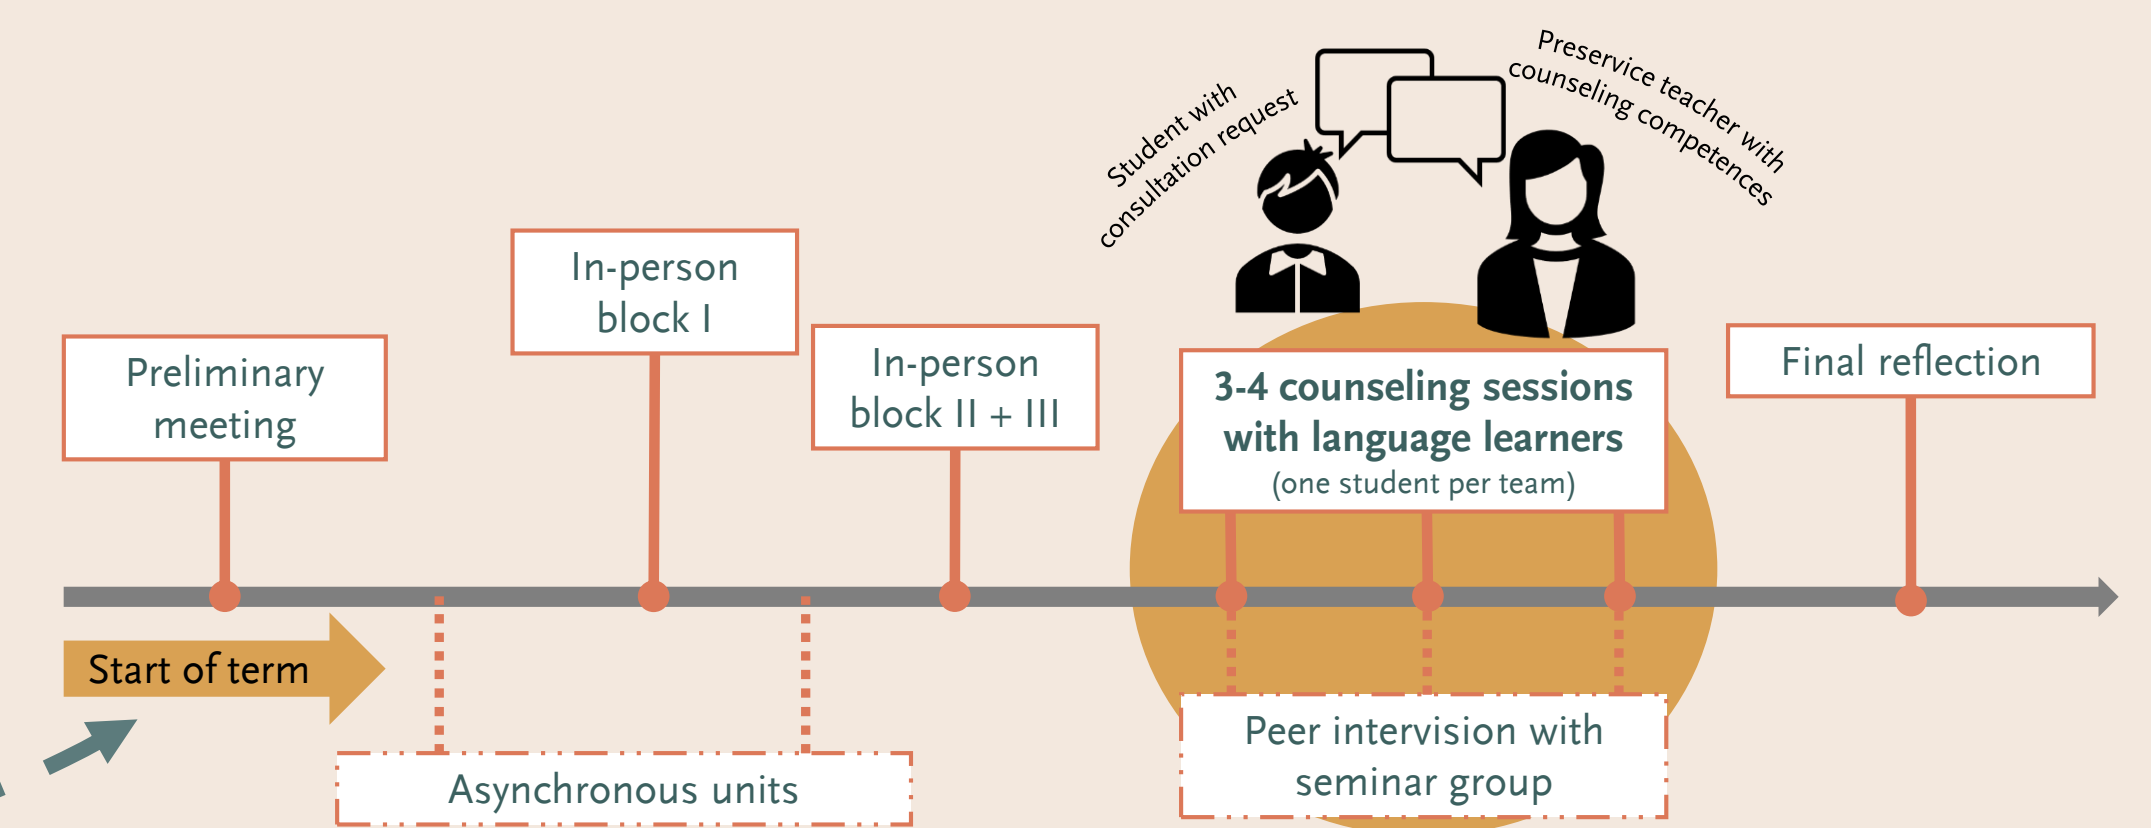 Student with
consultation request
Preservice teacher with
counseling competences
Preliminary
meeting
In-person
block I
In-person
block II + III
3-4 counseling sessions
with language learners
(one student per team)
Final reflection
Start of term
Asynchronous units
Peer intervision with
seminar group